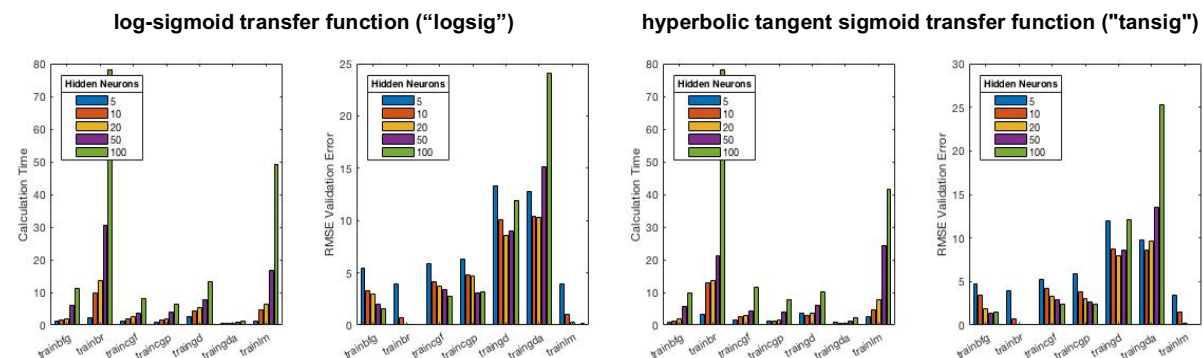 log-sigmoid transfer function (“logsig”)
hyperbolic tangent sigmoid transfer function ("tansig")
Calculation Time
80
70
60
50
40
30
20
10
0
Hidden Neurons
5
10
20
50
100
trainbfg
trainbr
traincgf
traincgp
traingd
traingda
trainlm
RMSE Validation Error
25
20
15
10
5
0
Hidden Neurons
5
10
20
50
100
trainbfg
trainbr
traincgf
traincgp
traingd
traingda
trainlm
Calculation Time
80
70
60
50
40
30
20
10
0
Hidden Neurons
5
10
20
50
100
trainbfg
trainbr
traincgf
traincgp
traingd
traingda
trainlm
RMSE Validation Error
30
25
20
15
10
5
0
Hidden Neurons
5
10
20
50
100
trainbfg
trainbr
traincgf
traincgp
traingd
traingda
trainlm